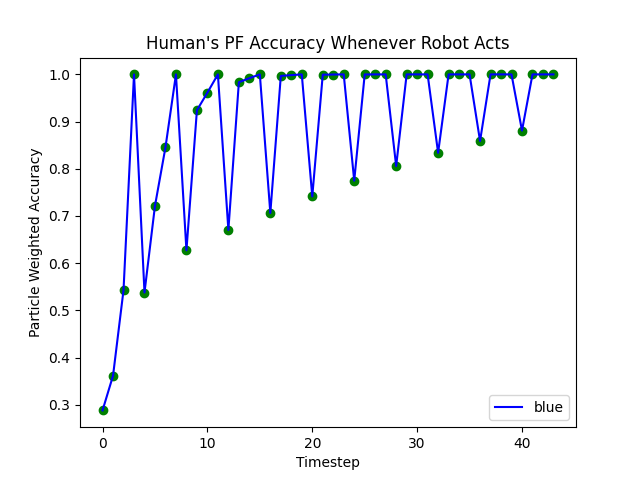 Human's PF Accuracy Whenever Robot Acts
Particle Weighted Accuracy
1.0
0.9
0.8
0.7
0.6
0.5
0.4
0.3
blue
0 10 20 30 40
Timestep